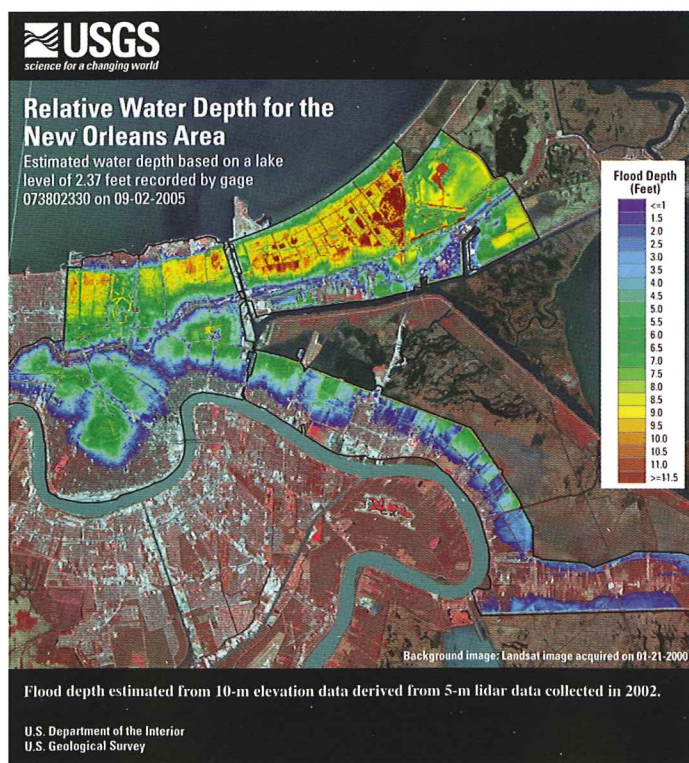 USGS
science for a changing world
Relative Water Depth for the
New Orleans Area
Estimated water depth based on a lake
level of 2.37 feet recorded by gage
073802330 on 09-02-2005
Flood Depth
(Feet)
<=1
1.5
2.0
2.5
3.0
3.5
4.0
4.5
5.0
5.5
6.0
6.5
7.0
7.5
8.0
8.5
9.0
9.5
10.0
10.5
11.0
>=11.5
Background image: Landsat image acquired on 01-21-2000
Flood depth estimated from 10-m elevation data derived from 5-m lidar data collected in 2002.
U.S. Department of the Interior
U.S. Geological Survey